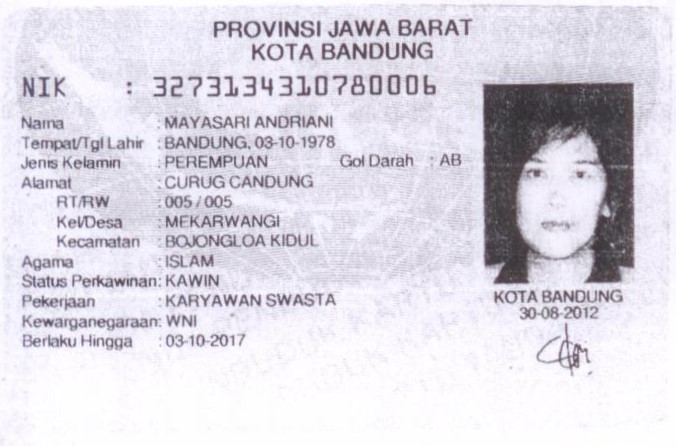 PROVINSI JAWA BARAT
KOTA BANDUNG
NIK : 3273134310780006
Nama : MAYASARI ANDRIANI
Tempat/Tgl Lahir : BANDUNG, 03-10-1978
Jenis Kelamin : PEREMPUAN Gol Darah : AB
Alamat : CURUG CANDUNG
RT/RW : 005 / 005
Kel/Desa : MEKARWANGI
Kecamatan : BOJONGLOA KIDUL
Agama : ISLAM
Status Perkawinan: KAWIN
Pekerjaan : KARYAWAN SWASTA
Kewarganegaraan: WNI
Berlaku Hingga : 03-10-2017
KOTA BANDUNG
30-08-2012